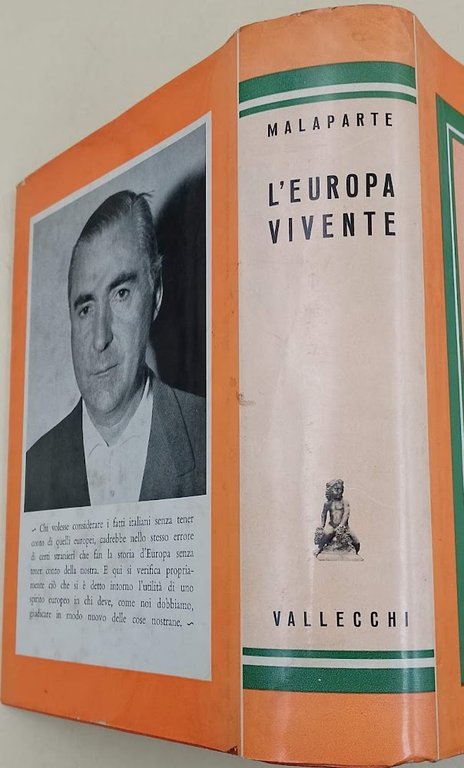 MALAPARTE
L'EUROPA
VIVENTE
VALLECCHI
~ Chi volesse considerare i fatti italiani senza tener
conto di quelli europei, cadrebbe nello stesso errore
di certi stranieri che fan la storia d'Europa senza
tener conto della nostra. E qui si verifica propria-
mente ciò che si è detto intorno l'utilità di uno
spirito europeo in chi deve, come noi dobbiamo,
giudicare in modo nuovo delle cose nostrane. ~